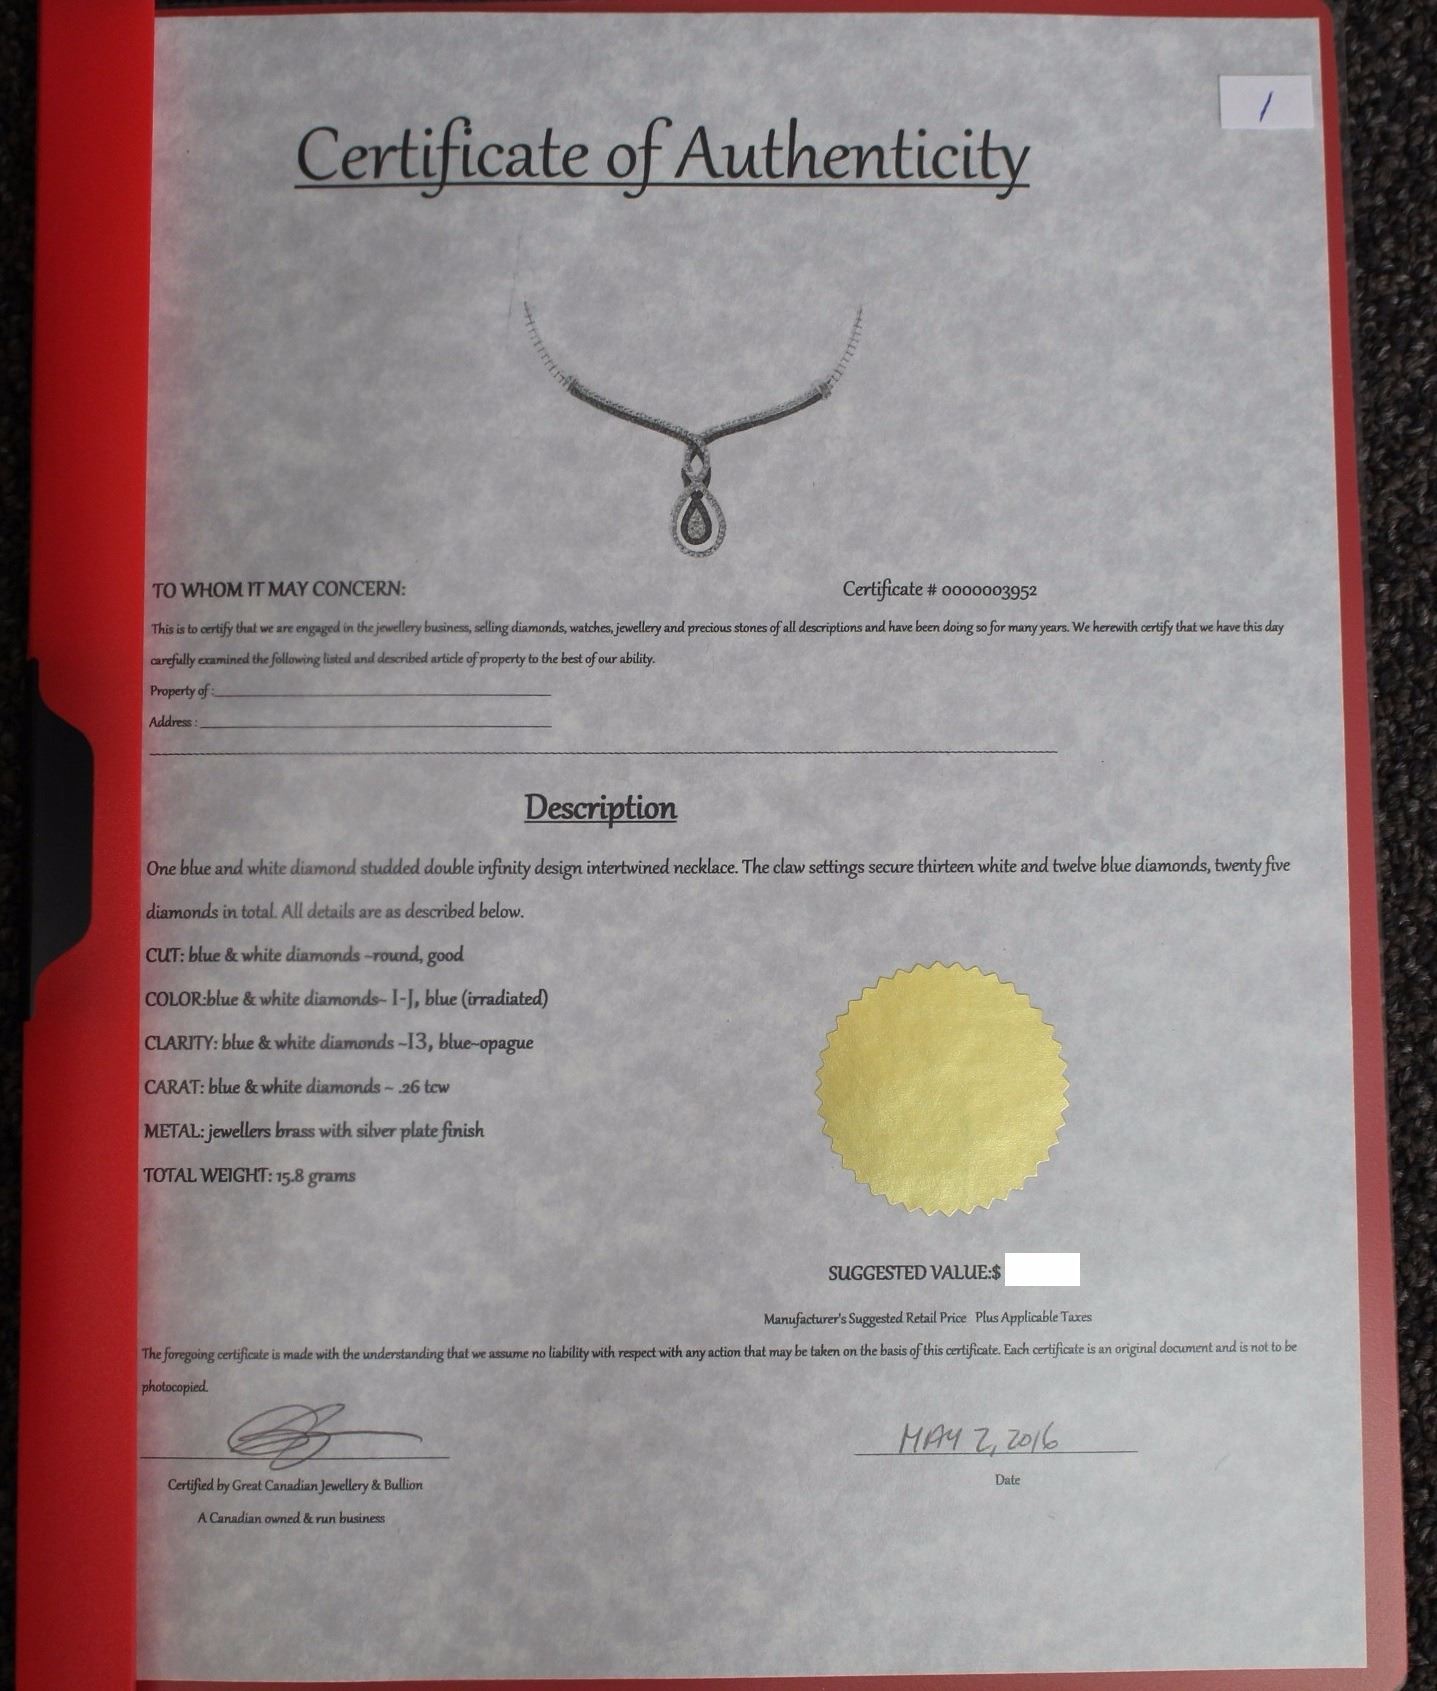 1
Certificate of Authenticity
TO WHOM IT MAY CONCERN:
Certificate # 0000003952
This is to certify that we are engaged in the jewellery business, selling diamonds, watches, jewellery and precious stones of all descriptions and have been doing so for many years. We herewith certify that we have this day
carefully examined the following listed and described article of property to the best of our ability.
Property of :
Address :
Description
One blue and white diamond studded double infinity design intertwined necklace. The claw settings secure thirteen white and twelve blue diamonds, twenty five
diamonds in total. All details are as described below.
CUT: blue & white diamonds ~round, good
COLOR:blue & white diamonds~ I-J, blue (irradiated)
CLARITY: blue & white diamonds ~I3, blue~opague
CARAT: blue & white diamonds ~ .26 tcw
METAL: jewellers brass with silver plate finish
TOTAL WEIGHT: 15.8 grams
SUGGESTED VALUE:$
Manufacturer's Suggested Retail Price Plus Applicable Taxes
The foregoing certificate is made with the understanding that we assume no liability with respect with any action that may be taken on the basis of this certificate. Each certificate is an original document and is not to be
photocopied.
MAY 2, 2016
Certified by Great Canadian Jewellery & Bullion
Date
A Canadian owned & run business